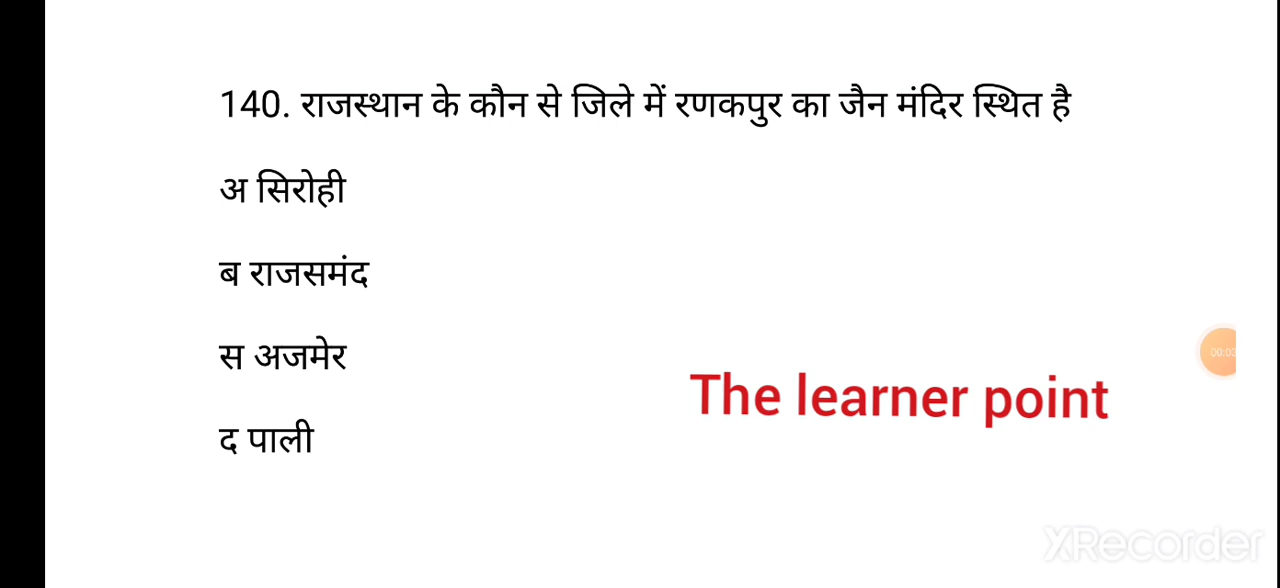 140. राजस्थान के कौन से जिले में रणकपुर का जैन मंदिर स्थित है
अ सिरोही
ब राजसमंद
स अजमेर
The learner point
द पाली
XRecorder